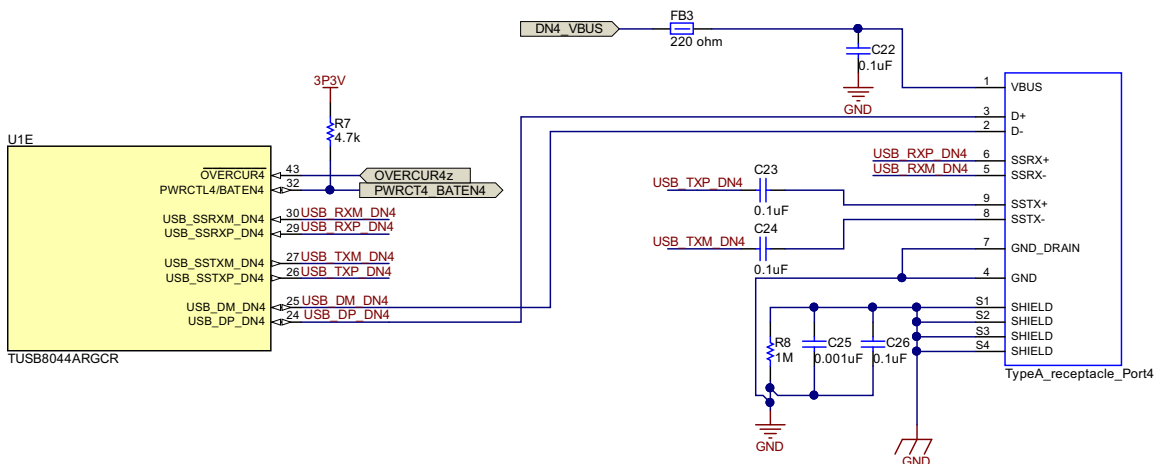 FB3
DN4_VBUS
220 ohm
C22
0.1uF
GND
1 VBUS
3 D+
2 D-
6 SSRX+
5 SSRX-
9 SSTX+
8 SSTX-
7 GND_DRAIN
4 GND
S1 SHIELD
S2 SHIELD
S3 SHIELD
S4 SHIELD
TypeA_receptacle_Port4
USB_RXP_DN4
USB_RXM_DN4
USB_TXP_DN4
C23
0.1uF
USB_TXM_DN4
C24
0.1uF
3P3V
R7
4.7k
U1E
OVERCUR4 43 OVERCUR4z
PWRCTL4/BATEN4 32 PWRCT4_BATEN4
USB_SSRXM_DN4 30 USB_RXM_DN4
USB_SSRXP_DN4 29 USB_RXP_DN4
USB_SSTXM_DN4 27 USB_TXM_DN4
USB_SSTXP_DN4 26 USB_TXP_DN4
USB_DM_DN4 25 USB_DM_DN4
USB_DP_DN4 24 USB_DP_DN4
TUSB8044ARGCR
R8
1M
C25
0.001uF
C26
0.1uF
GND
GND